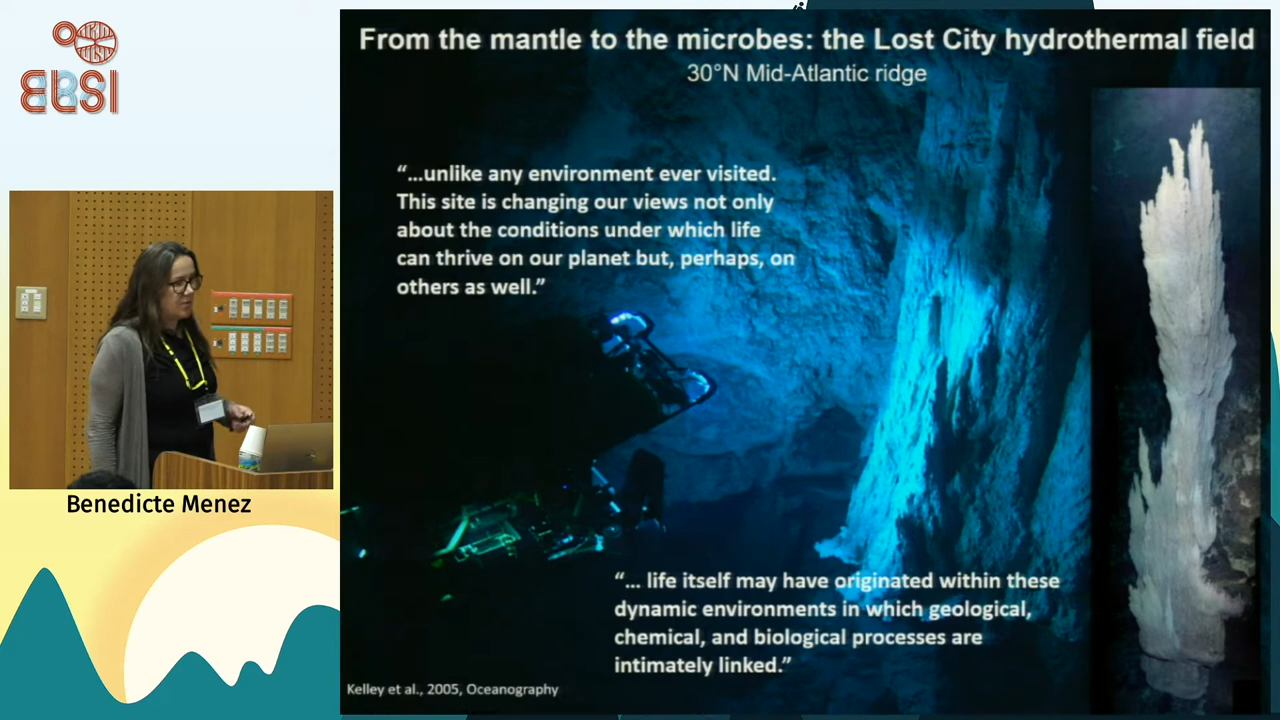 ELSI
Benedicte Menez
From the mantle to the microbes: the Lost City hydrothermal field
30°N Mid-Atlantic ridge
“...unlike any environment ever visited.
This site is changing our views not only
about the conditions under which life
can thrive on our planet but, perhaps, on
others as well.”
“... life itself may have originated within these
dynamic environments in which geological,
chemical, and biological processes are
intimately linked.”
Kelley et al., 2005, Oceanography